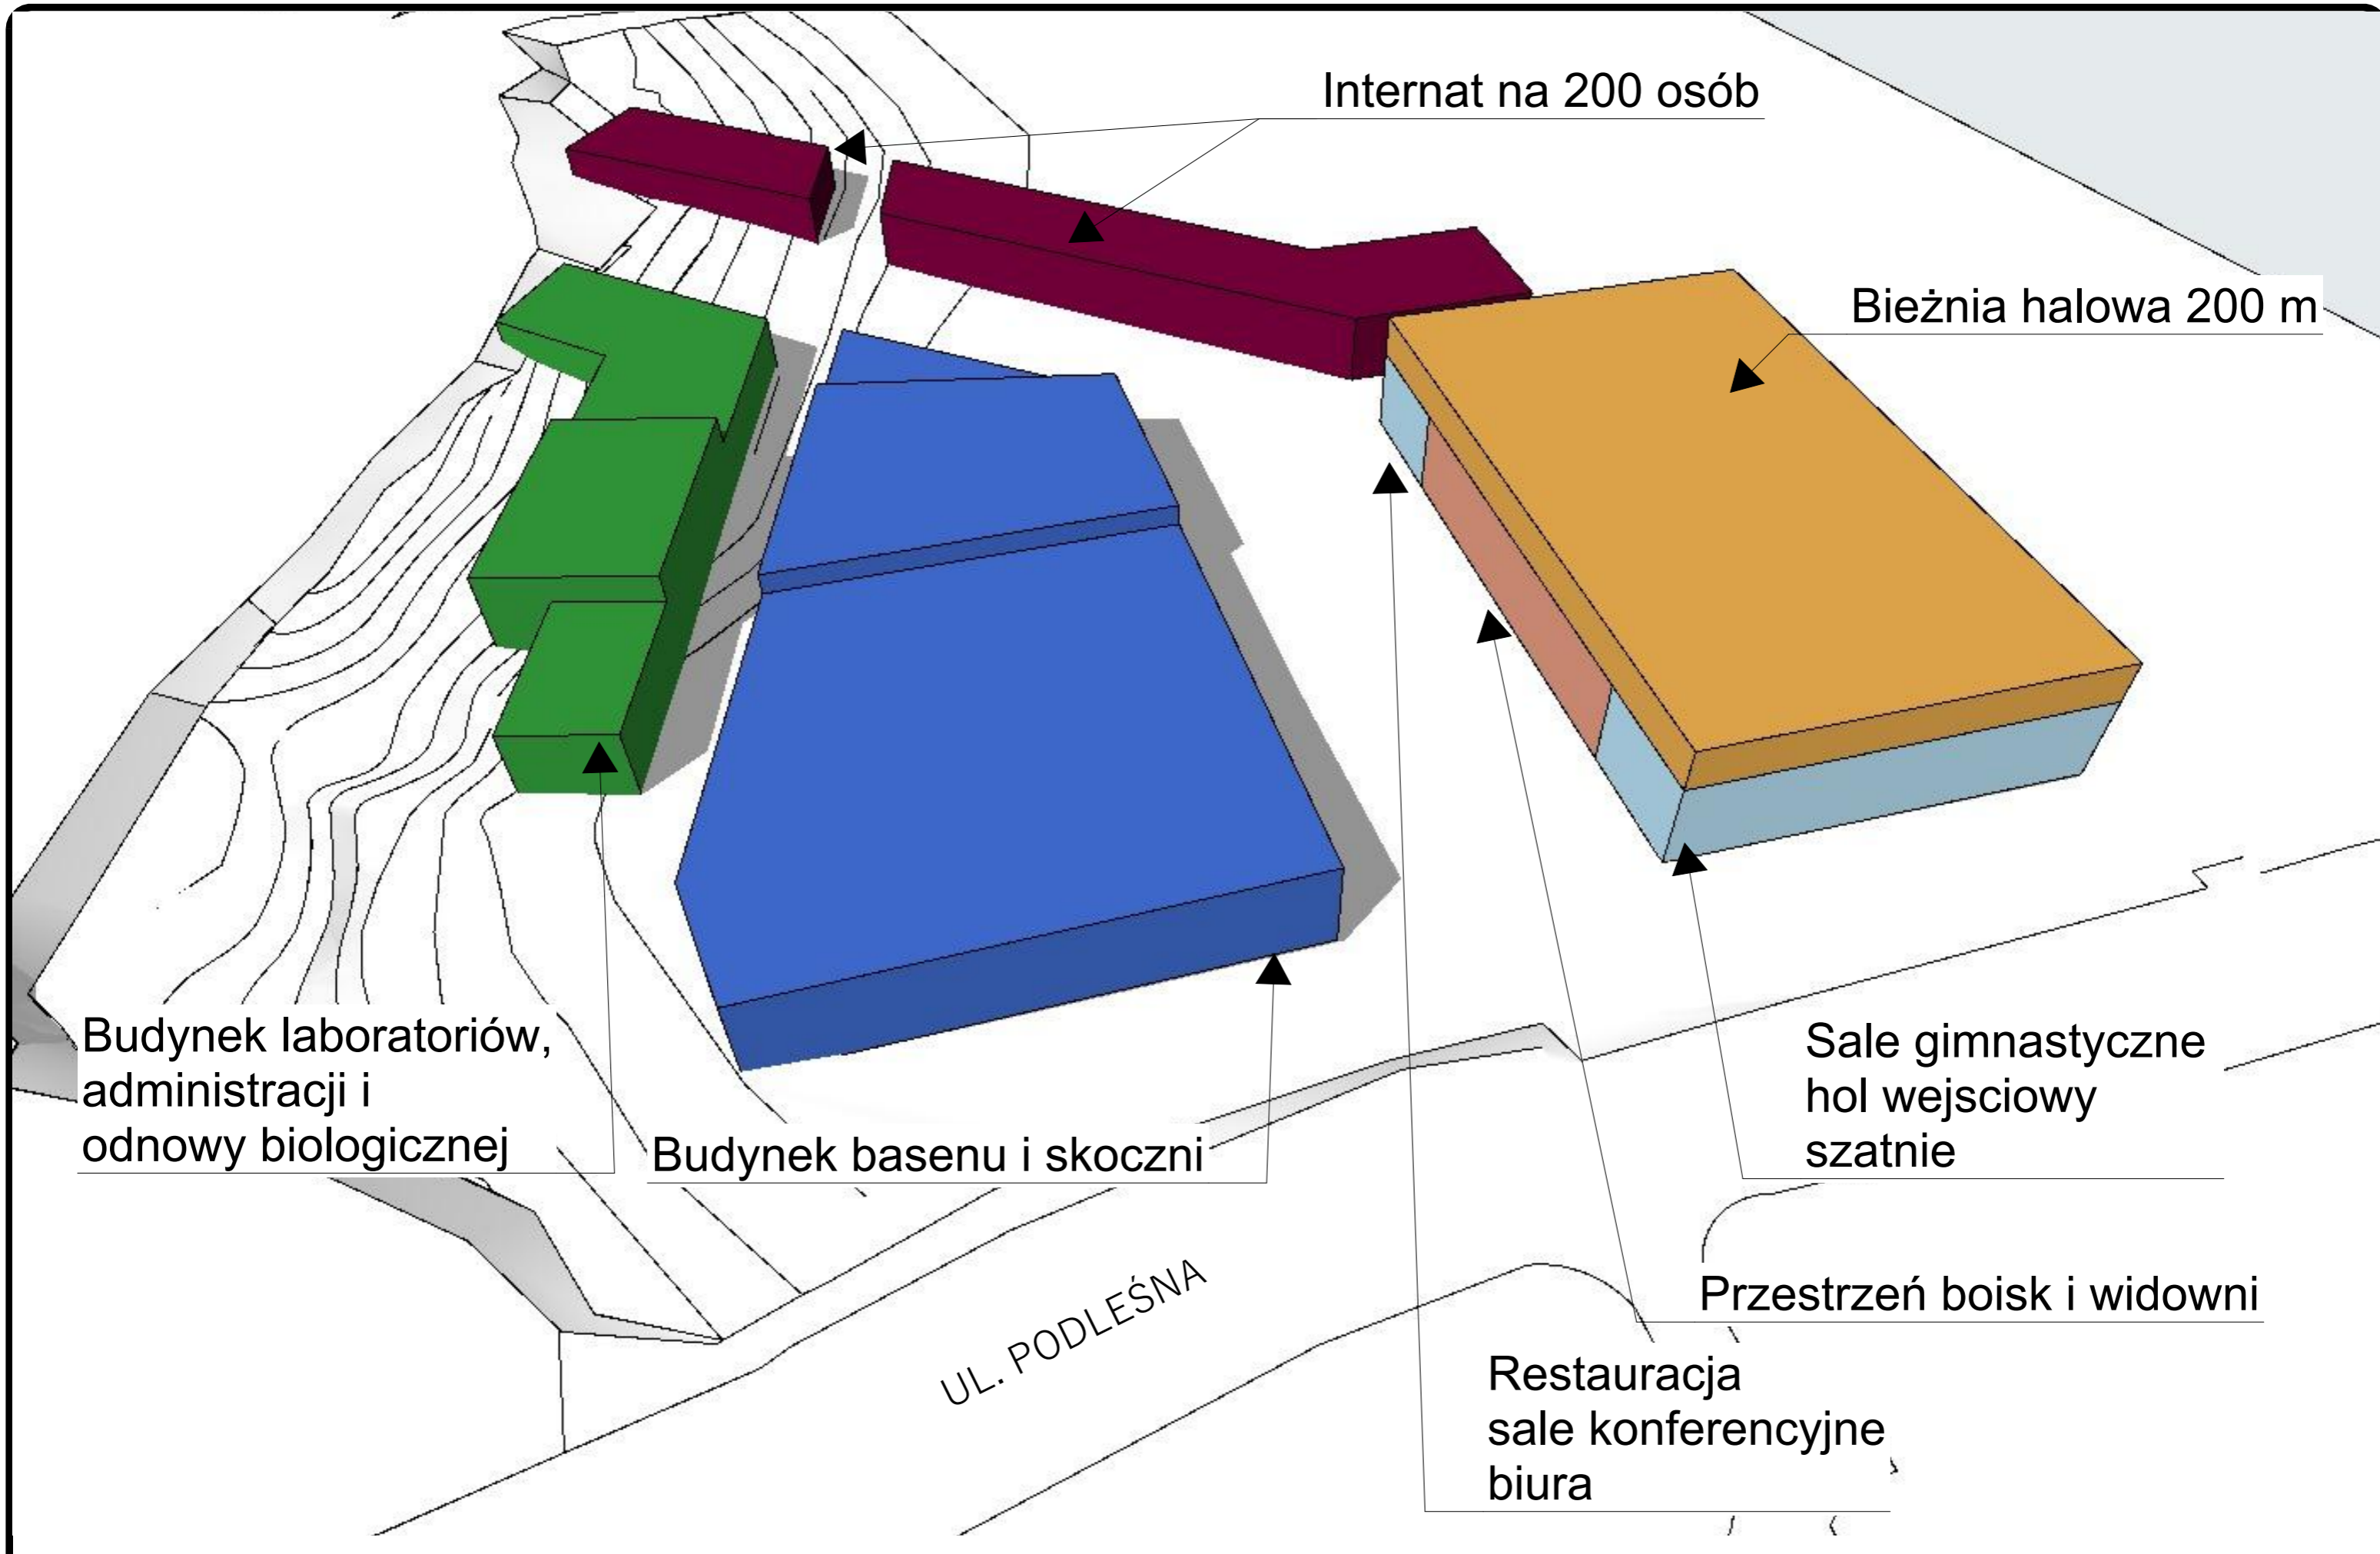 Internat na 200 osób
Bieżnia halowa 200 m
Budynek laboratoriów,
administracji i
odnowy biologicznej
Budynek basenu i skoczni
Sale gimnastyczne
hol wejsciowy
szatnie
Przestrzeń boisk i widowni
Restauracja
sale konferencyjne
biura
UL. PODLEŚNA